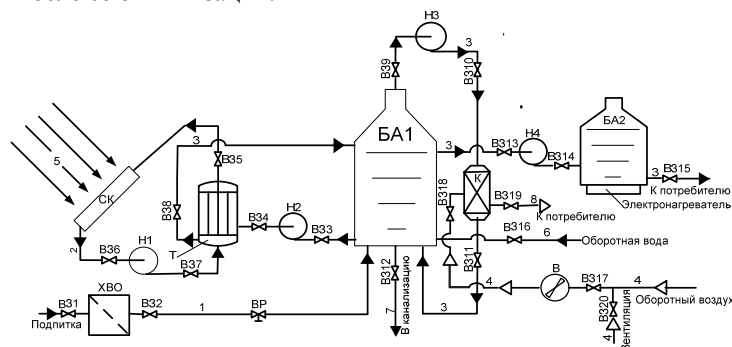 Н3
3
В39
В310
БА1
БА2
3
В35
3
В313
Н4
В314
3
В315
К потребителю
Электронагреватель
5
СК
В38
Т
В34
Н2
В33
В318
К
В319
8
К потребителю
В316
6
Оборотная вода
2
В36
Н1
В37
В312
В канализацию
7
В311
3
4
В
В317
4
Оборотный воздух
В320
Вентиляция
4
ХВО
В31
Подпитка
В32
1
ВР